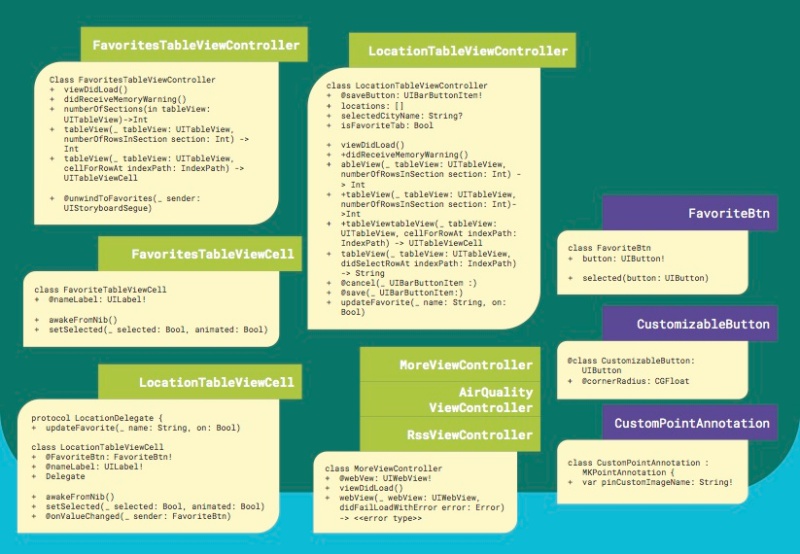 FavoritesTableViewController
Class FavoritesTableViewController
+ viewDidLoad()
+ didReceiveMemoryWarning()
+ numberOfSections(in tableView:
UITableView)->Int
+ tableView(_ tableView: UITableView,
numberOfRowsInSection section: Int) ->
Int
+ tableView(_ tableView: UITableView,
cellForRowAt indexPath: IndexPath) ->
UITableViewCell
+ @unwindToFavorites(_ sender:
UIStoryboardSegue)
FavoritesTableViewCell
class FavoriteTableViewCell
+ @nameLabel: UILabel!
+ awakeFromNib()
+ setSelected(_ selected: Bool, animated: Bool)
LocationTableViewCell
protocol LocationDelegate {
+ updateFavorite(_ name: String, on: Bool)
class LocationTableViewCell
+ @FavoriteBtn: FavoriteBtn!
+ @nameLabel: UILabel!
+ Delegate
+ awakeFromNib()
+ setSelected(_ selected: Bool, animated: Bool)
+ @onValueChanged(_ sender: FavoriteBtn)
LocationTableViewController
class LocationTableViewController
+ @saveButton: UIBarButtonItem!
+ locations: []
+ selectedCityName: String?
+ isFavoriteTab: Bool
+ viewDidLoad()
+ +didReceiveMemoryWarning()
+ ableView(_ tableView: UITableView,
numberOfRowsInSection section: Int) -
> Int
+ +tableView(_ tableView: UITableView,
numberOfRowsInSection section: Int)-
>Int
+ +tableViewtableView(_ tableView:
UITableView, cellForRowAt indexPath:
IndexPath) -> UITableViewCell
+ tableView(_ tableView: UITableView,
didSelectRowAt indexPath: IndexPath)
-> String
+ @cancel(_ UIBarButtonItem :)
+ @save(_ UIBarButtonItem:)
+ updateFavorite(_ name: String, on:
Bool)
MoreViewController
AirQuality
ViewController
RssViewController
class MoreViewController
+ @webVew: UIWebView!
+ viewDidLoad()
+ webView(_ webView: UIWebView,
didFailLoadWithError error: Error)
-> <<error type>>
FavoriteBtn
class FavoriteBtn
+ button: UIButton!
+ selected(button: UIButton)
CustomizableButton
@class CustomizableButton:
UIButton
+ @cornerRadius: CGFloat
CustomPointAnnotation
class CustonPointAnnotation :
MKPointAnnotation {
+ var pinCustomImageName: String!